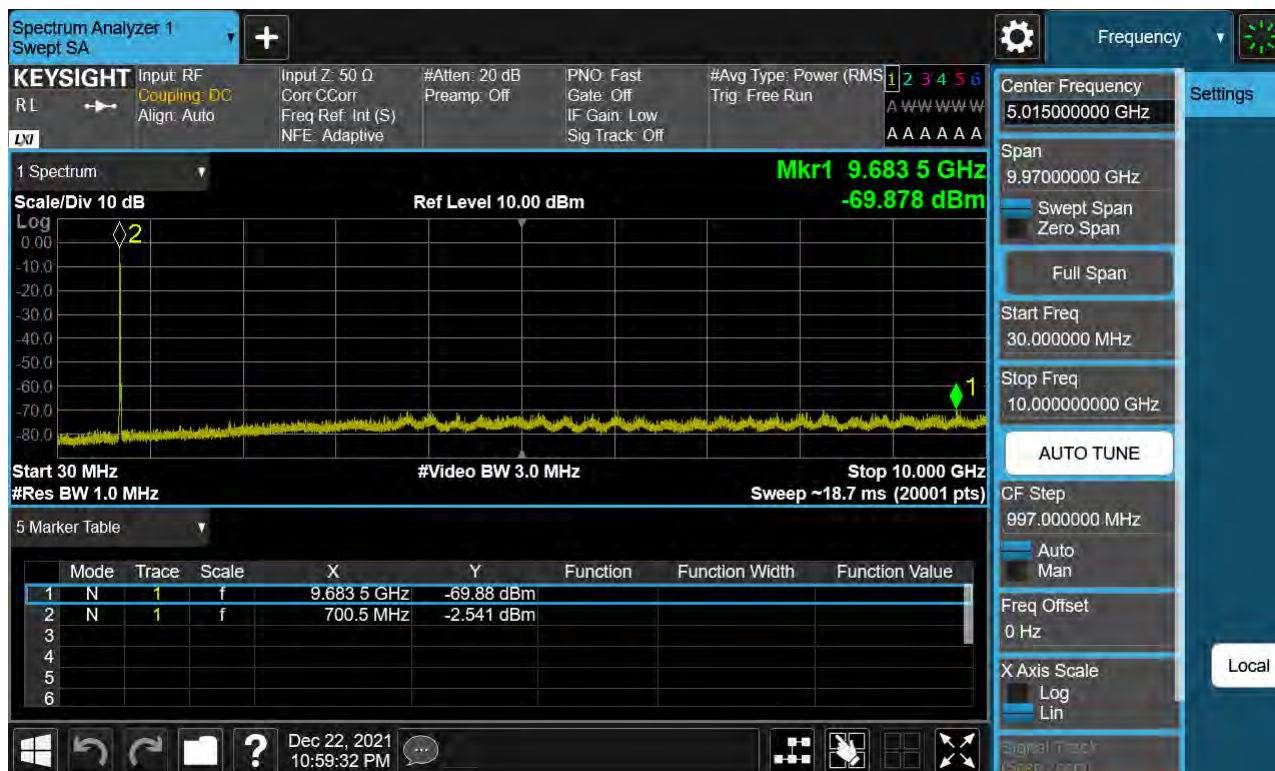 Spectrum Analyzer 1
Swept SA
Frequency
KEYSIGHT
RL
LXI
Input: RF
Coupling: DC
Align: Auto
Input Z: 50 Ω
Corr CCorr
Freq Ref: Int (S)
NFE: Adaptive
#Atten: 20 dB
Preamp: Off
PNO: Fast
Gate: Off
IF Gain: Low
Sig Track: Off
#Avg Type: Power (RMS
Trig: Free Run
1 2 3 4 5 6
A W W W W W
A A A A A A
1 Spectrum
Mkr1 9.683 5 GHz
-69.878 dBm
Scale/Div 10 dB
Ref Level 10.00 dBm
Log
0.00
-10.0
-20.0
-30.0
-40.0
-50.0
-60.0
-70.0
-80.0
2
1
Start 30 MHz
#Video BW 3.0 MHz
Stop 10.000 GHz
#Res BW 1.0 MHz
Sweep ~18.7 ms (20001 pts)
5 Marker Table
Mode Trace Scale X Y Function Function Width Function Value
1 N 1 f 9.683 5 GHz -69.88 dBm
2 N 1 f 700.5 MHz -2.541 dBm
3
4
5
6
?
Dec 22, 2021
10:59:32 PM
Center Frequency
5.015000000 GHz
Span
9.97000000 GHz
Swept Span
Zero Span
Full Span
Start Freq
30.000000 MHz
Stop Freq
10.000000000 GHz
AUTO TUNE
CF Step
997.000000 MHz
Auto
Man
Freq Offset
0 Hz
X Axis Scale
Log
Lin
Signal Track
(Span Zoom)
Settings
Local